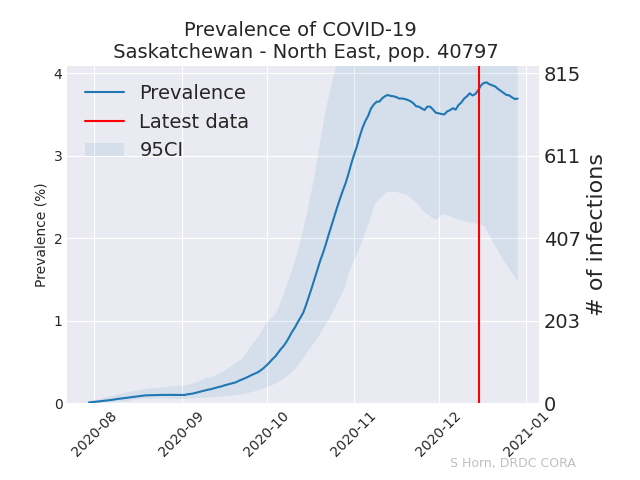 Prevalence of COVID-19
Saskatchewan - North East, pop. 40797
Prevalence
Latest data
95CI
Prevalence (%)
4
3
2
1
0
815
611
407
203
0
# of infections
2020-08
2020-09
2020-10
2020-11
2020-12
2021-01
S Horn, DRDC CORA